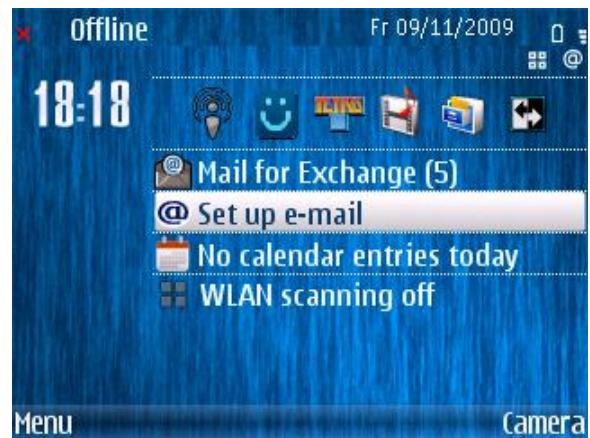 Offline Fr 09/11/2009
18:18
TETRIS
Mail for Exchange (5)
@ Set up e-mail
No calendar entries today
WLAN scanning off
Menu Camera